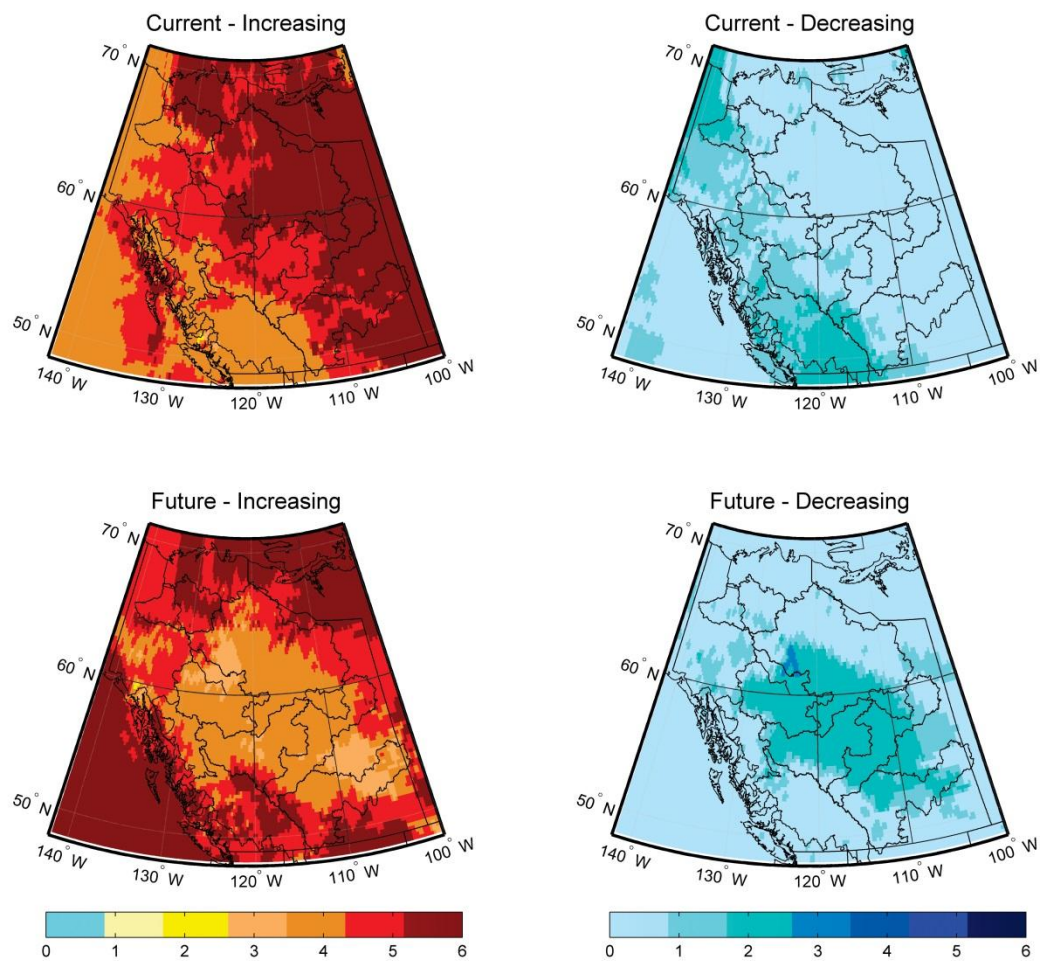 Current - Increasing
70° N
60° N
50° N
140° W
130° W
120° W
110° W
100° W
Current - Decreasing
70° N
60° N
50° N
140° W
130° W
120° W
110° W
100° W
Future - Increasing
70° N
60° N
50° N
140° W
130° W
120° W
110° W
100° W
Future - Decreasing
70° N
60° N
50° N
140° W
130° W
120° W
110° W
100° W
0 1 2 3 4 5 6
0 1 2 3 4 5 6